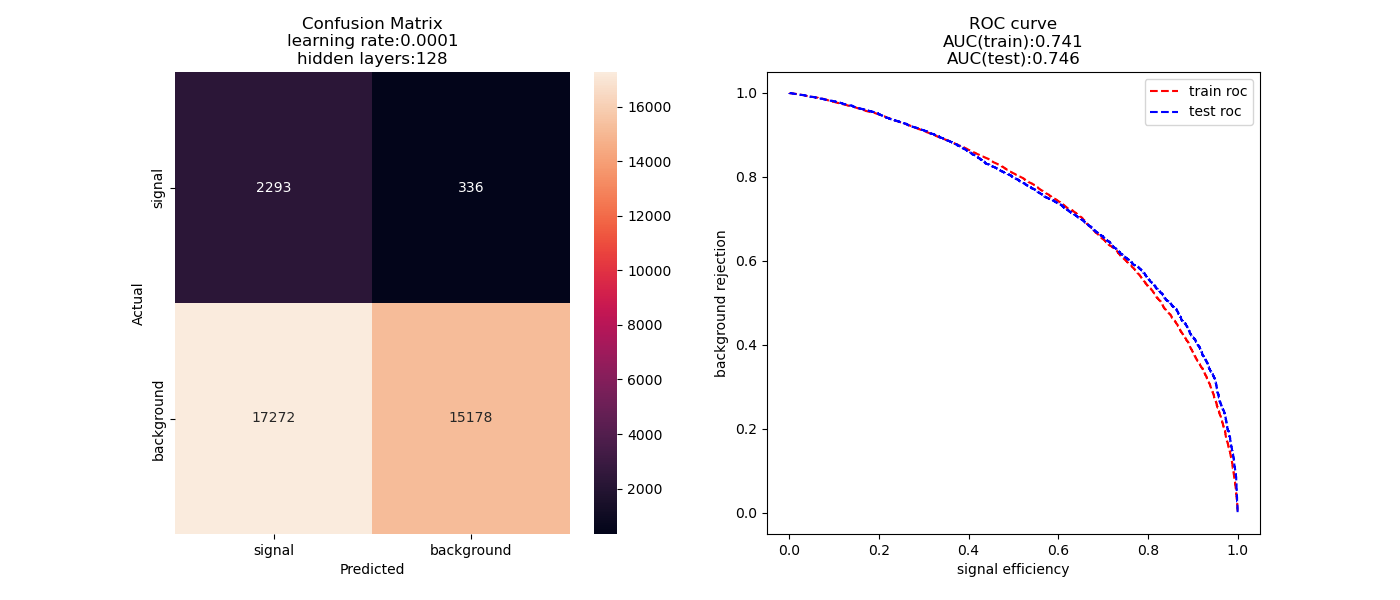 Confusion Matrix
learning rate:0.0001
hidden layers:128
signal
background
Actual
2293
336
17272
15178
signal
background
Predicted
16000
14000
12000
10000
8000
6000
4000
2000
ROC curve
AUC(train):0.741
AUC(test):0.746
train roc
test roc
background rejection
1.0
0.8
0.6
0.4
0.2
0.0
0.0
0.2
0.4
0.6
0.8
1.0
signal efficiency